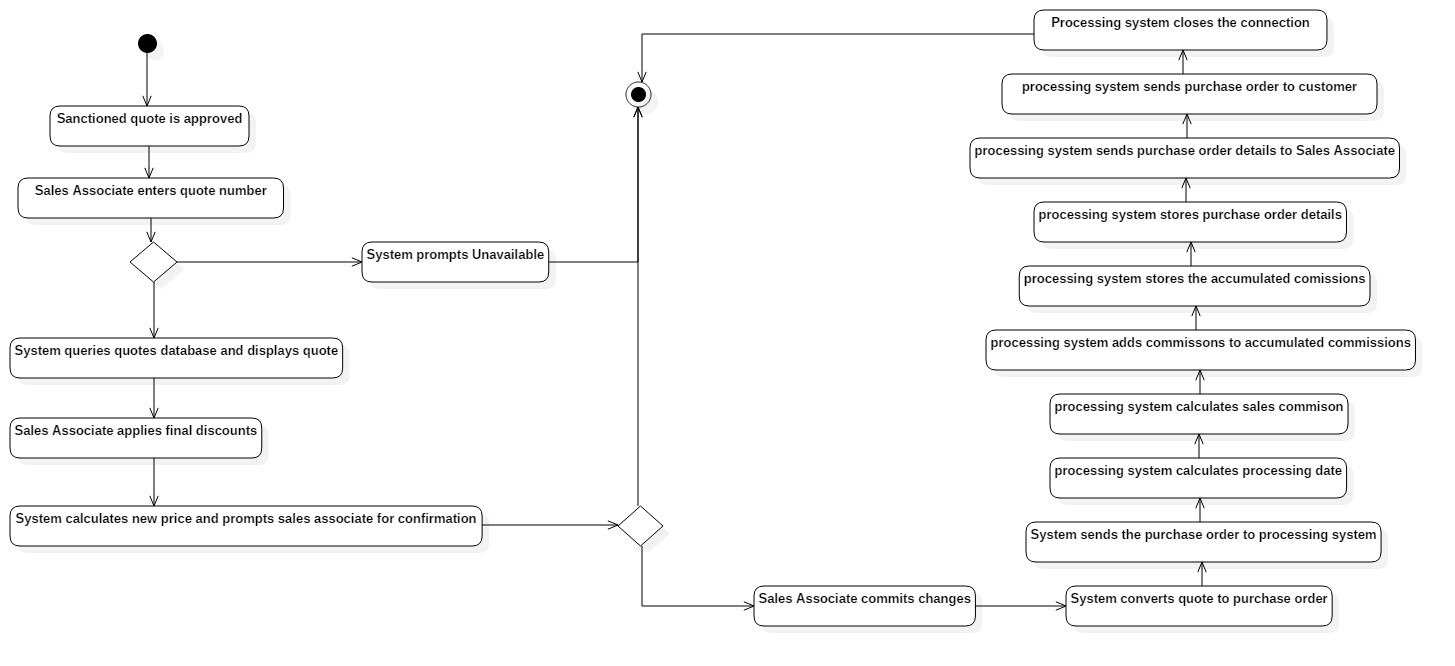 Sanctioned quote is approved
Sales Associate enters quote number
System prompts Unavailable
System queries quotes database and displays quote
Sales Associate applies final discounts
System calculates new price and prompts sales associate for confirmation
Sales Associate commits changes
System converts quote to purchase order
System sends the purchase order to processing system
processing system calculates processing date
processing system calculates sales commison
processing system adds commissons to accumulated commissions
processing system stores the accumulated comissions
processing system stores purchase order details
processing system sends purchase order details to Sales Associate
processing system sends purchase order to customer
Processing system closes the connection